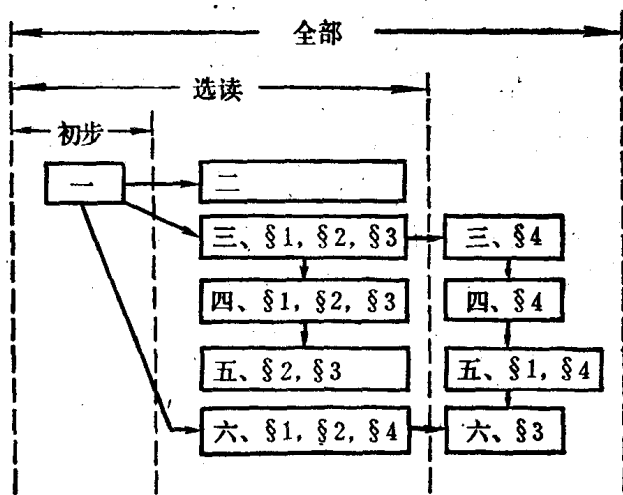 全部
选读
初步
一
二
三、§1，§2，§3
三、§4
四、§1，§2，§3
四、§4
五、§2，§3
五、§1，§4
六、§1，§2，§4
六、§3